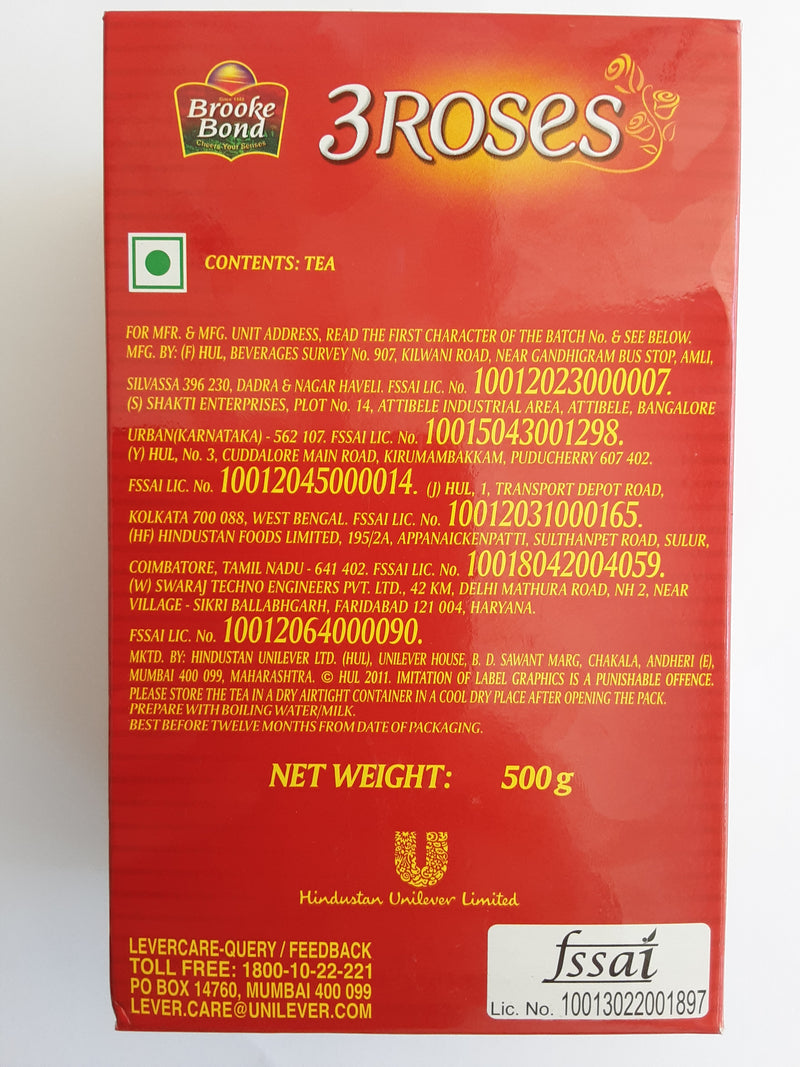 Since 1869
Brooke
Bond
Cheers Your Senses
3 ROSES
CONTENTS: TEA
FOR MFR. & MFG. UNIT ADDRESS, READ THE FIRST CHARACTER OF THE BATCH No. & SEE BELOW.
MFG. BY: (F) HUL, BEVERAGES SURVEY No. 907, KILWANI ROAD, NEAR GANDHIGRAM BUS STOP, AMLI,
SILVASSA 396 230, DADRA & NAGAR HAVELI. FSSAI LIC. No. 10012023000007.
(S) SHAKTI ENTERPRISES, PLOT No. 14, ATTIBELE INDUSTRIAL AREA, ATTIBELE, BANGALORE
URBAN(KARNATAKA) - 562 107. FSSAI LIC. No. 10015043001298.
(Y) HUL, No. 3, CUDDALORE MAIN ROAD, KIRUMAMBAKKAM, PUDUCHERRY 607 402.
FSSAI LIC. No. 10012045000014. (J) HUL, 1, TRANSPORT DEPOT ROAD,
KOLKATA 700 088, WEST BENGAL. FSSAI LIC. No. 10012031000165.
(HF) HINDUSTAN FOODS LIMITED, 195/2A, APPANAICKENPATTI, SULTHANPET ROAD, SULUR,
COIMBATORE, TAMIL NADU - 641 402. FSSAI LIC. No. 10018042004059.
(W) SWARAJ TECHNO ENGINEERS PVT. LTD., 42 KM, DELHI MATHURA ROAD, NH 2, NEAR
VILLAGE - SIKRI BALLABHGARH, FARIDABAD 121 004, HARYANA.
FSSAI LIC. No. 10012064000090.
MKTD. BY: HINDUSTAN UNILEVER LTD. (HUL), UNILEVER HOUSE, B. D. SAWANT MARG, CHAKALA, ANDHERI (E),
MUMBAI 400 099, MAHARASHTRA. © HUL 2011. IMITATION OF LABEL GRAPHICS IS A PUNISHABLE OFFENCE.
PLEASE STORE THE TEA IN A DRY AIRTIGHT CONTAINER IN A COOL DRY PLACE AFTER OPENING THE PACK.
PREPARE WITH BOILING WATER/MILK.
BEST BEFORE TWELVE MONTHS FROM DATE OF PACKAGING.
NET WEIGHT: 500 g
Hindustan Unilever Limited
LEVERCARE-QUERY / FEEDBACK
TOLL FREE: 1800-10-22-221
PO BOX 14760, MUMBAI 400 099
LEVER.CARE@UNILEVER.COM
fssai
Lic. No. 10013022001897